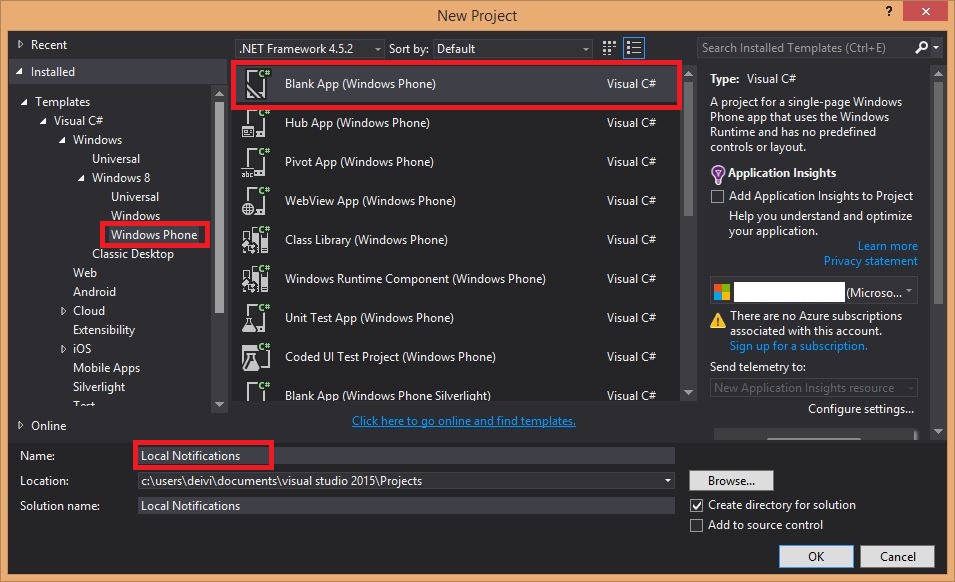 New Project
?
Recent
.NET Framework 4.5.2
Sort by:
Default
Search Installed Templates (Ctrl+E)
Installed
Templates
Visual C#
Windows
Universal
Windows 8
Universal
Windows
Windows Phone
Classic Desktop
Web
Android
Cloud
Extensibility
iOS
Mobile Apps
Silverlight
Test
Online
Blank App (Windows Phone) Visual C#
Hub App (Windows Phone) Visual C#
Pivot App (Windows Phone) Visual C#
WebView App (Windows Phone) Visual C#
Class Library (Windows Phone) Visual C#
Windows Runtime Component (Windows Phone) Visual C#
Unit Test App (Windows Phone) Visual C#
Coded UI Test Project (Windows Phone) Visual C#
Blank App (Windows Phone Silverlight) Visual C#
Click here to go online and find templates.
Type: Visual C#
A project for a single-page Windows
Phone app that uses the Windows
Runtime and has no predefined
controls or layout.
Application Insights
Add Application Insights to Project
Help you understand and optimize
your application.
Learn more
Privacy statement
(Microso...
There are no Azure subscriptions
associated with this account.
Sign up for a subscription.
Send telemetry to:
New Application Insights resource
Configure settings...
Name: Local Notifications
Location: c:\users\deivi\documents\visual studio 2015\Projects
Browse...
Solution name: Local Notifications
Create directory for solution
Add to source control
OK
Cancel